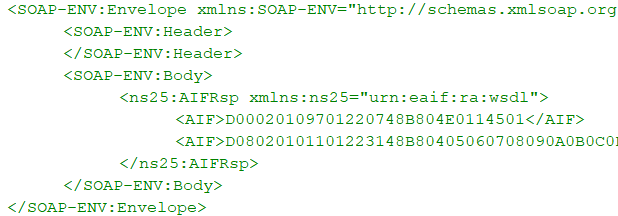 <SOAP-ENV:Envelope xmlns:SOAP-ENV="http://schemas.xmlsoap.org
<SOAP-ENV:Header>
</SOAP-ENV:Header>
<SOAP-ENV:Body>
<ns25:AIFRsp xmlns:ns25="urn:eaif:ra:wsdl">
<AIF>D00020109701220748B804E0114501</AIF>
<AIF>D08020101101223148B80405060708090A0B0C0
</ns25:AIFRsp>
</SOAP-ENV:Body>
</SOAP-ENV:Envelope>